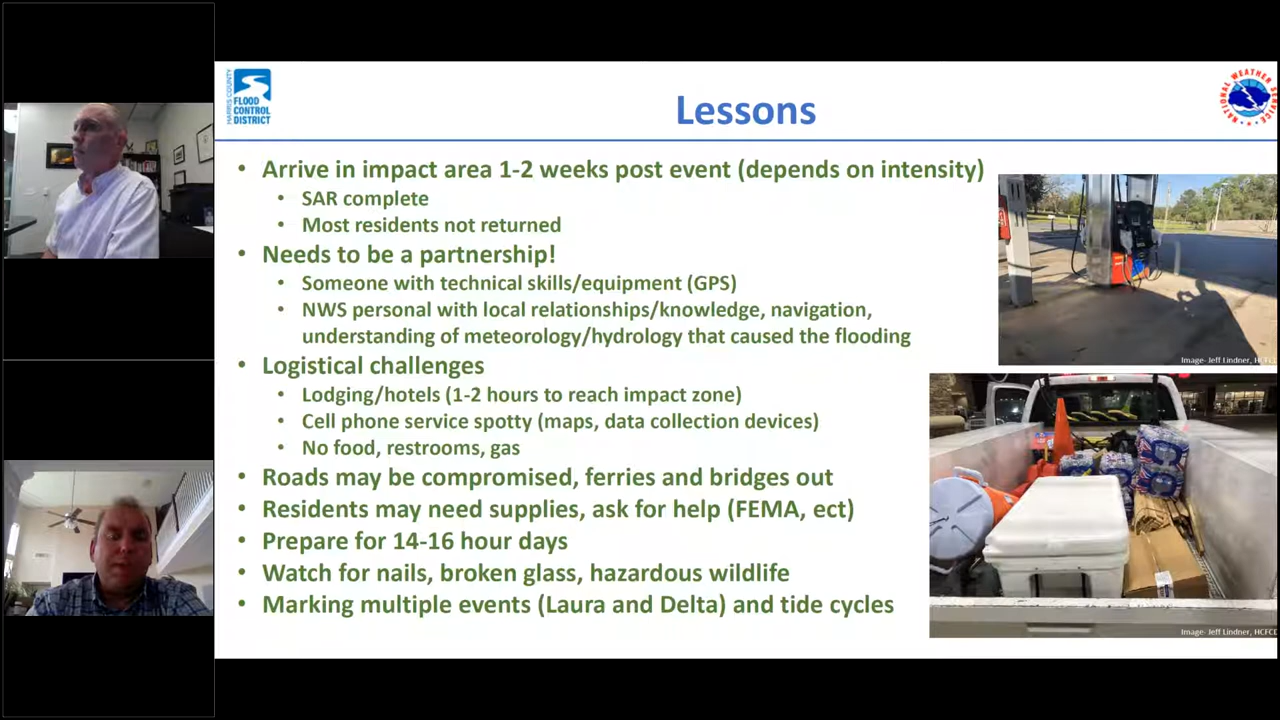 HARRIS COUNTY
FLOOD
CONTROL
DISTRICT
Lessons
NATIONAL WEATHER
• Arrive in impact area 1-2 weeks post event (depends on intensity)
• SAR complete
• Most residents not returned
• Needs to be a partnership!
• Someone with technical skills/equipment (GPS)
• NWS personal with local relationships/knowledge, navigation,
understanding of meteorology/hydrology that caused the flooding
• Logistical challenges
• Lodging/hotels (1-2 hours to reach impact zone)
• Cell phone service spotty (maps, data collection devices)
• No food, restrooms, gas
• Roads may be compromised, ferries and bridges out
• Residents may need supplies, ask for help (FEMA, ect)
• Prepare for 14-16 hour days
• Watch for nails, broken glass, hazardous wildlife
• Marking multiple events (Laura and Delta) and tide cycles
Image- Jeff Lindner,
Image- Jeff Lindner,